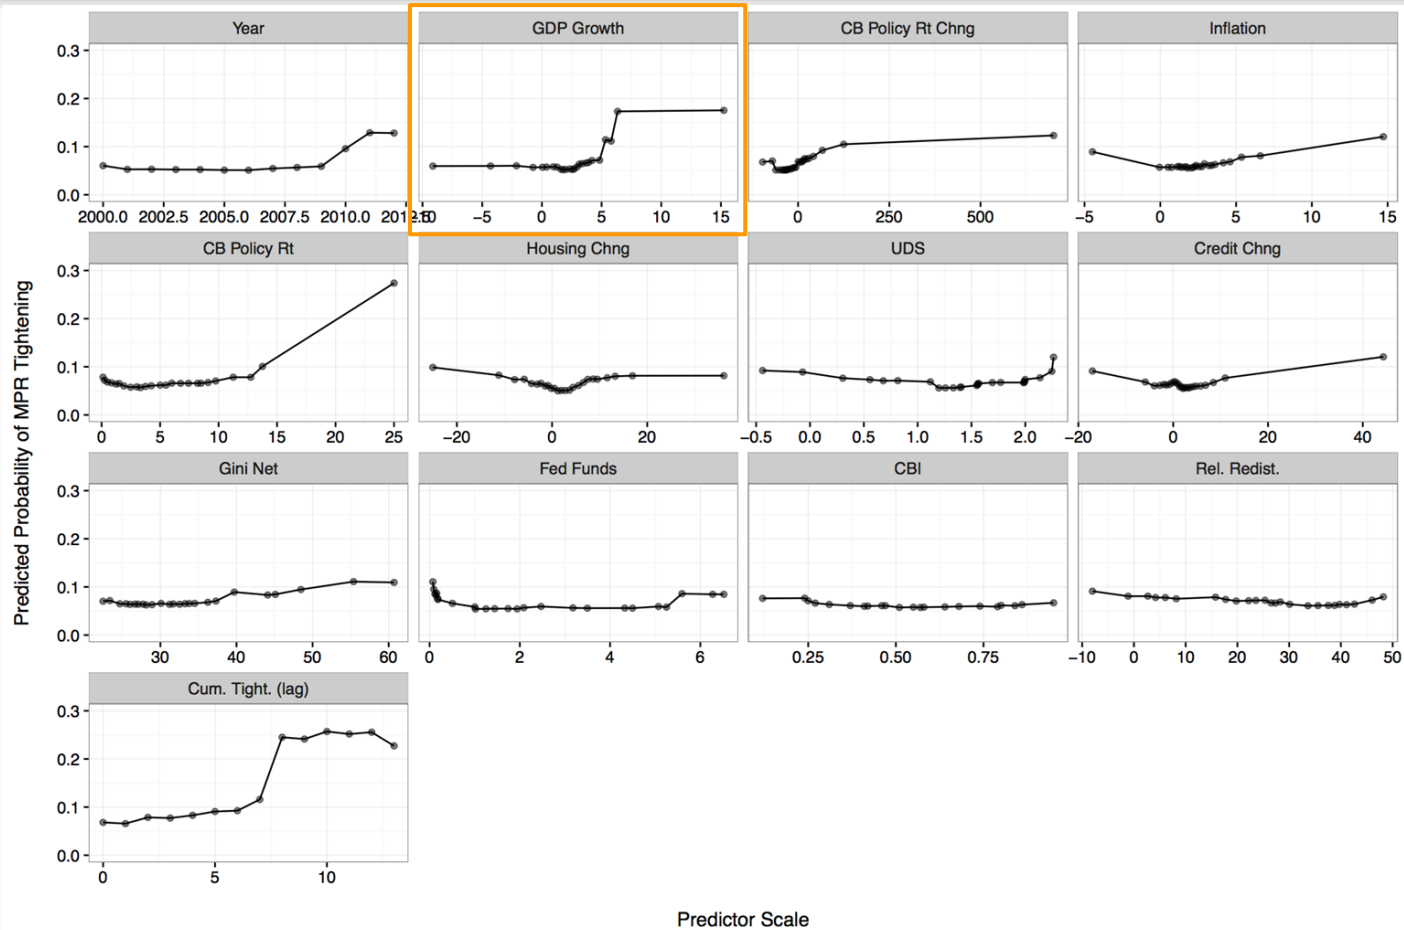 Year GDP Growth CB Policy Rt Chng Inflation
0.3
0.2
0.1
0.0
2000.0 2002.5 2005.0 2007.5 2010.0 −5 0 5 10 15 0 250 500 −5 0 5 10 15
CB Policy Rt Housing Chng UDS Credit Chng
0.3
0.2
0.1
0.0
0 5 10 15 20 25 −20 0 20 −0.5 0.0 0.5 1.0 1.5 2.0 −20 0 20 40
Predicted Probability of MPR Tightening
Gini Net Fed Funds CBI Rel. Redist.
0.3
0.2
0.1
0.0
30 40 50 60 0 2 4 6 0.25 0.50 0.75 −10 0 10 20 30 40 50
Cum. Tight. (lag)
0.3
0.2
0.1
0.0
0 5 10
Predictor Scale